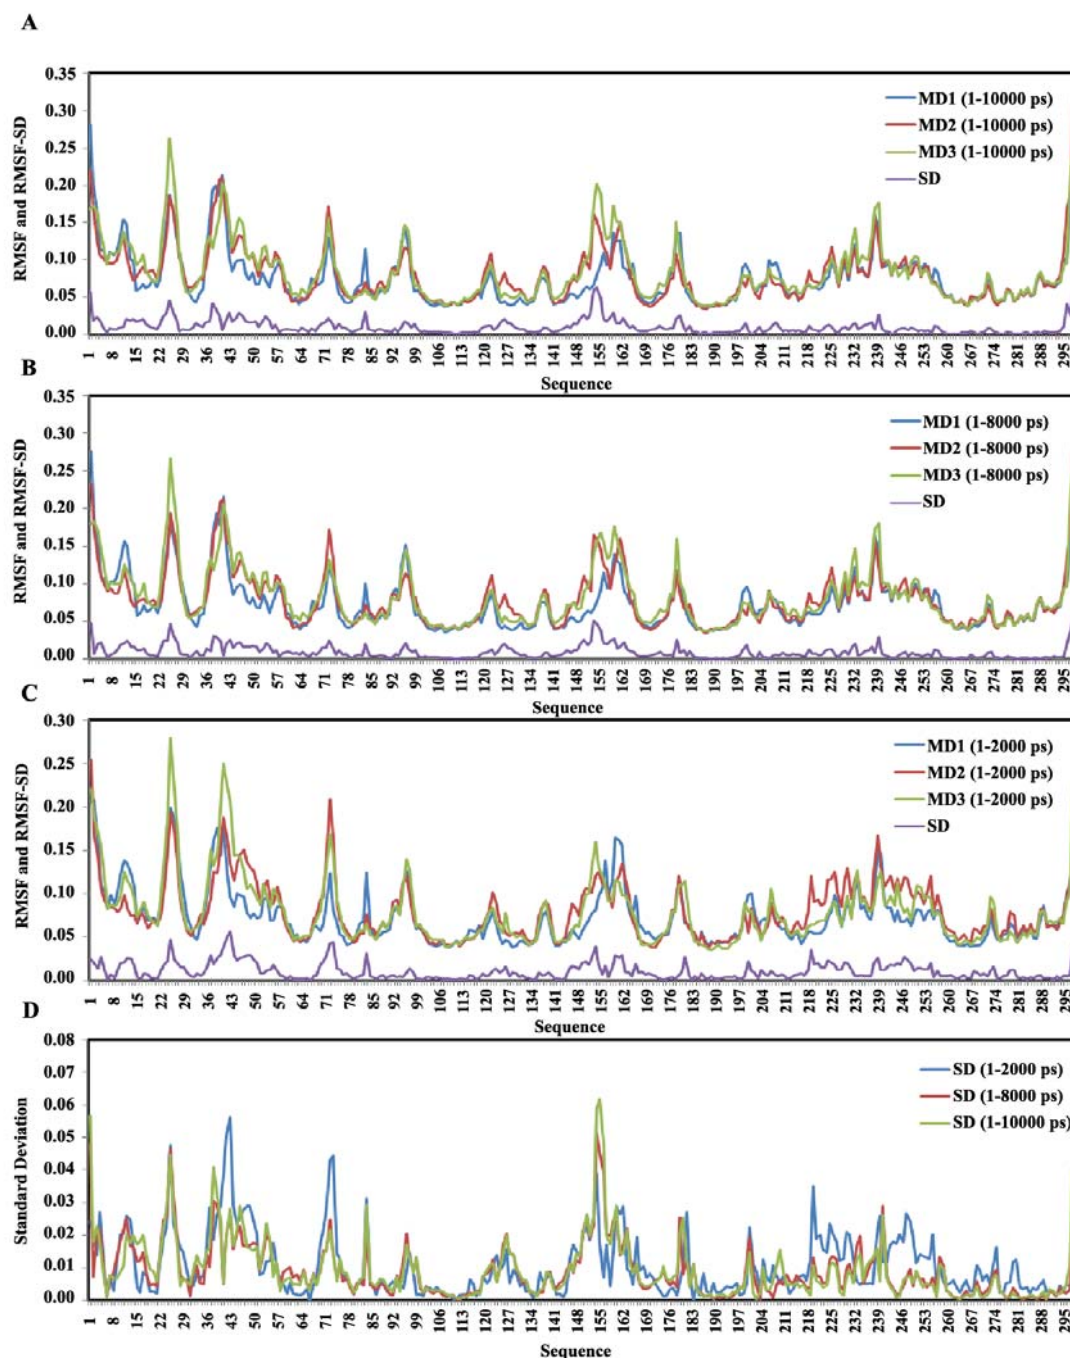 A
RMSF and RMSF-SD
0.35
0.30
0.25
0.20
0.15
0.10
0.05
0.00
MD1 (1-10000 ps)
MD2 (1-10000 ps)
MD3 (1-10000 ps)
SD
1 8 15 22 29 36 43 50 57 64 71 78 85 92 99 106 113 120 127 134 141 148 155 162 169 176 183 190 197 204 211 218 225 232 239 246 253 260 267 274 281 288 295
Sequence
B
RMSF and RMSF-SD
0.35
0.30
0.25
0.20
0.15
0.10
0.05
0.00
MD1 (1-8000 ps)
MD2 (1-8000 ps)
MD3 (1-8000 ps)
SD
1 8 15 22 29 36 43 50 57 64 71 78 85 92 99 106 113 120 127 134 141 148 155 162 169 176 183 190 197 204 211 218 225 232 239 246 253 260 267 274 281 288 295
Sequence
C
RMSF and RMSF-SD
0.30
0.25
0.20
0.15
0.10
0.05
0.00
MD1 (1-2000 ps)
MD2 (1-2000 ps)
MD3 (1-2000 ps)
SD
1 8 15 22 29 36 43 50 57 64 71 78 85 92 99 106 113 120 127 134 141 148 155 162 169 176 183 190 197 204 211 218 225 232 239 246 253 260 267 274 281 288 295
Sequence
D
Standard Deviation
0.08
0.07
0.06
0.05
0.04
0.03
0.02
0.01
0.00
SD (1-2000 ps)
SD (1-8000 ps)
SD (1-10000 ps)
1 8 15 22 29 36 43 50 57 64 71 78 85 92 99 106 113 120 127 134 141 148 155 162 169 176 183 190 197 204 211 218 225 232 239 246 253 260 267 274 281 288 295
Sequence